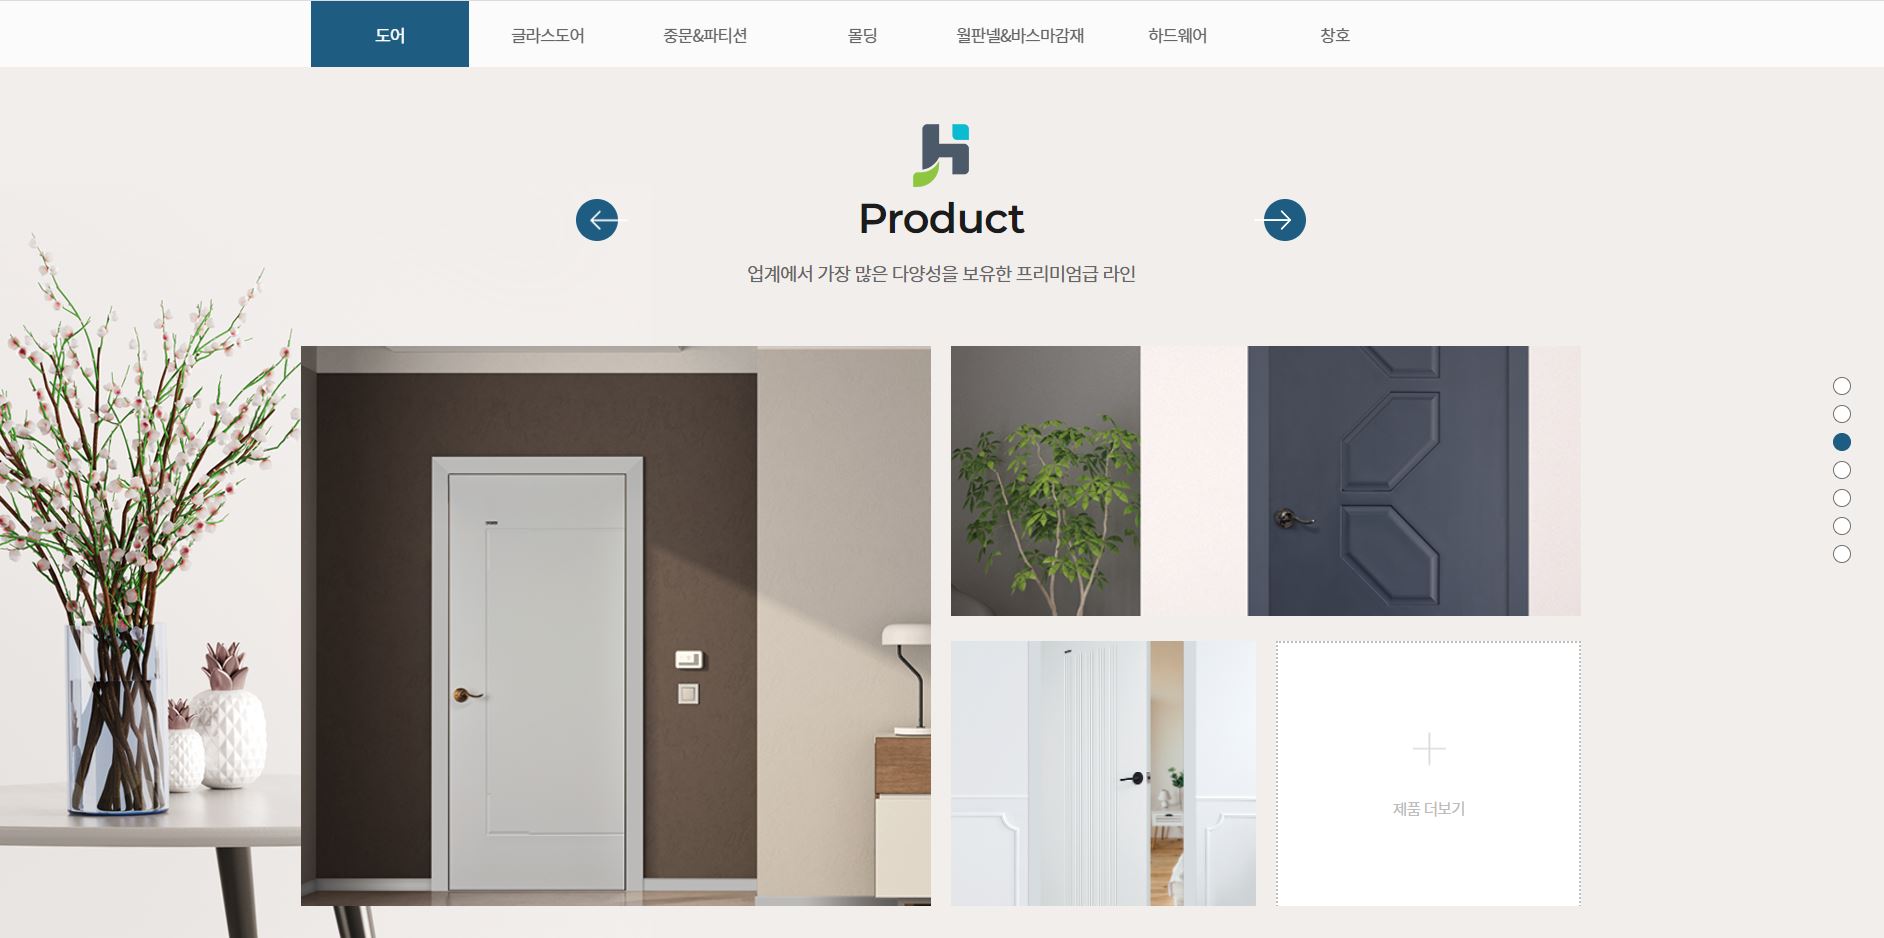 도어
글라스도어
중문&파티션
몰딩
월판넬&바스마감재
하드웨어
창호
Product
업계에서 가장 많은 다양성을 보유한 프리미엄급 라인
제품 더보기